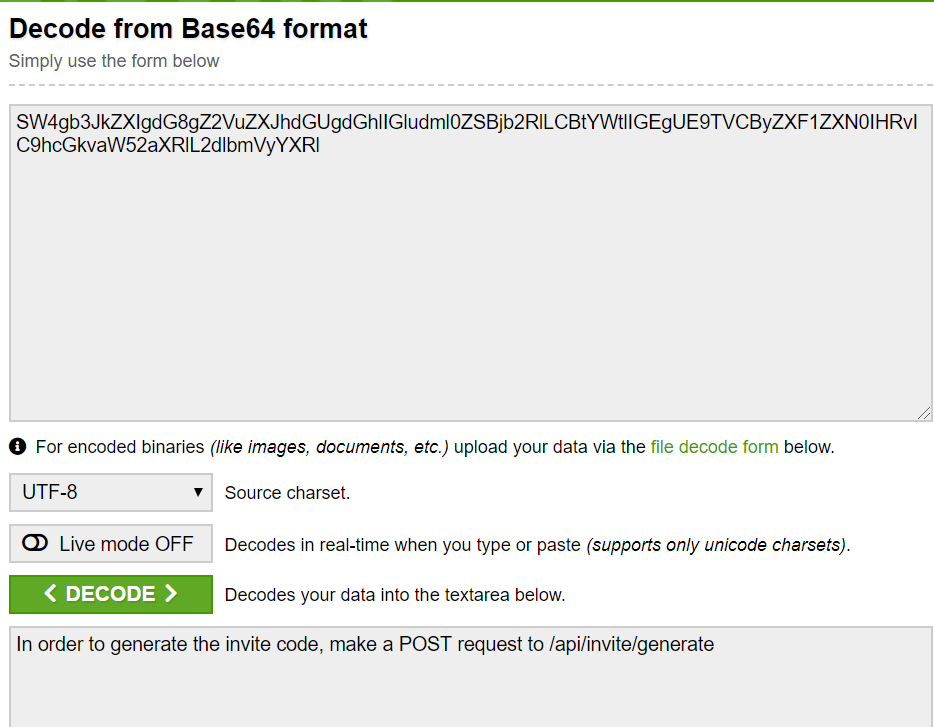 Decode from Base64 format
Simply use the form below
SW4gb3JkZXIgdG8gZ2VuZXJhdGUgdGhlIGludml0ZSBjb2RlLCBtYWtlIGEgUE9TVCByZXF1ZXN0IHRvI
C9hcGkvaW52aXRlL2dlbmVyYXRl
For encoded binaries (like images, documents, etc.) upload your data via the file decode form below.
UTF-8 Source charset.
Live mode OFF Decodes in real-time when you type or paste (supports only unicode charsets).
DECODE Decodes your data into the textarea below.
In order to generate the invite code, make a POST request to /api/invite/generate